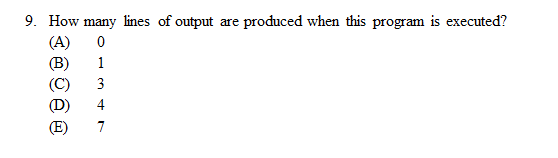 9. How many lines of output are produced when this program is executed?
(A) 0
(B) 1
(C) 3
(D) 4
(E) 7